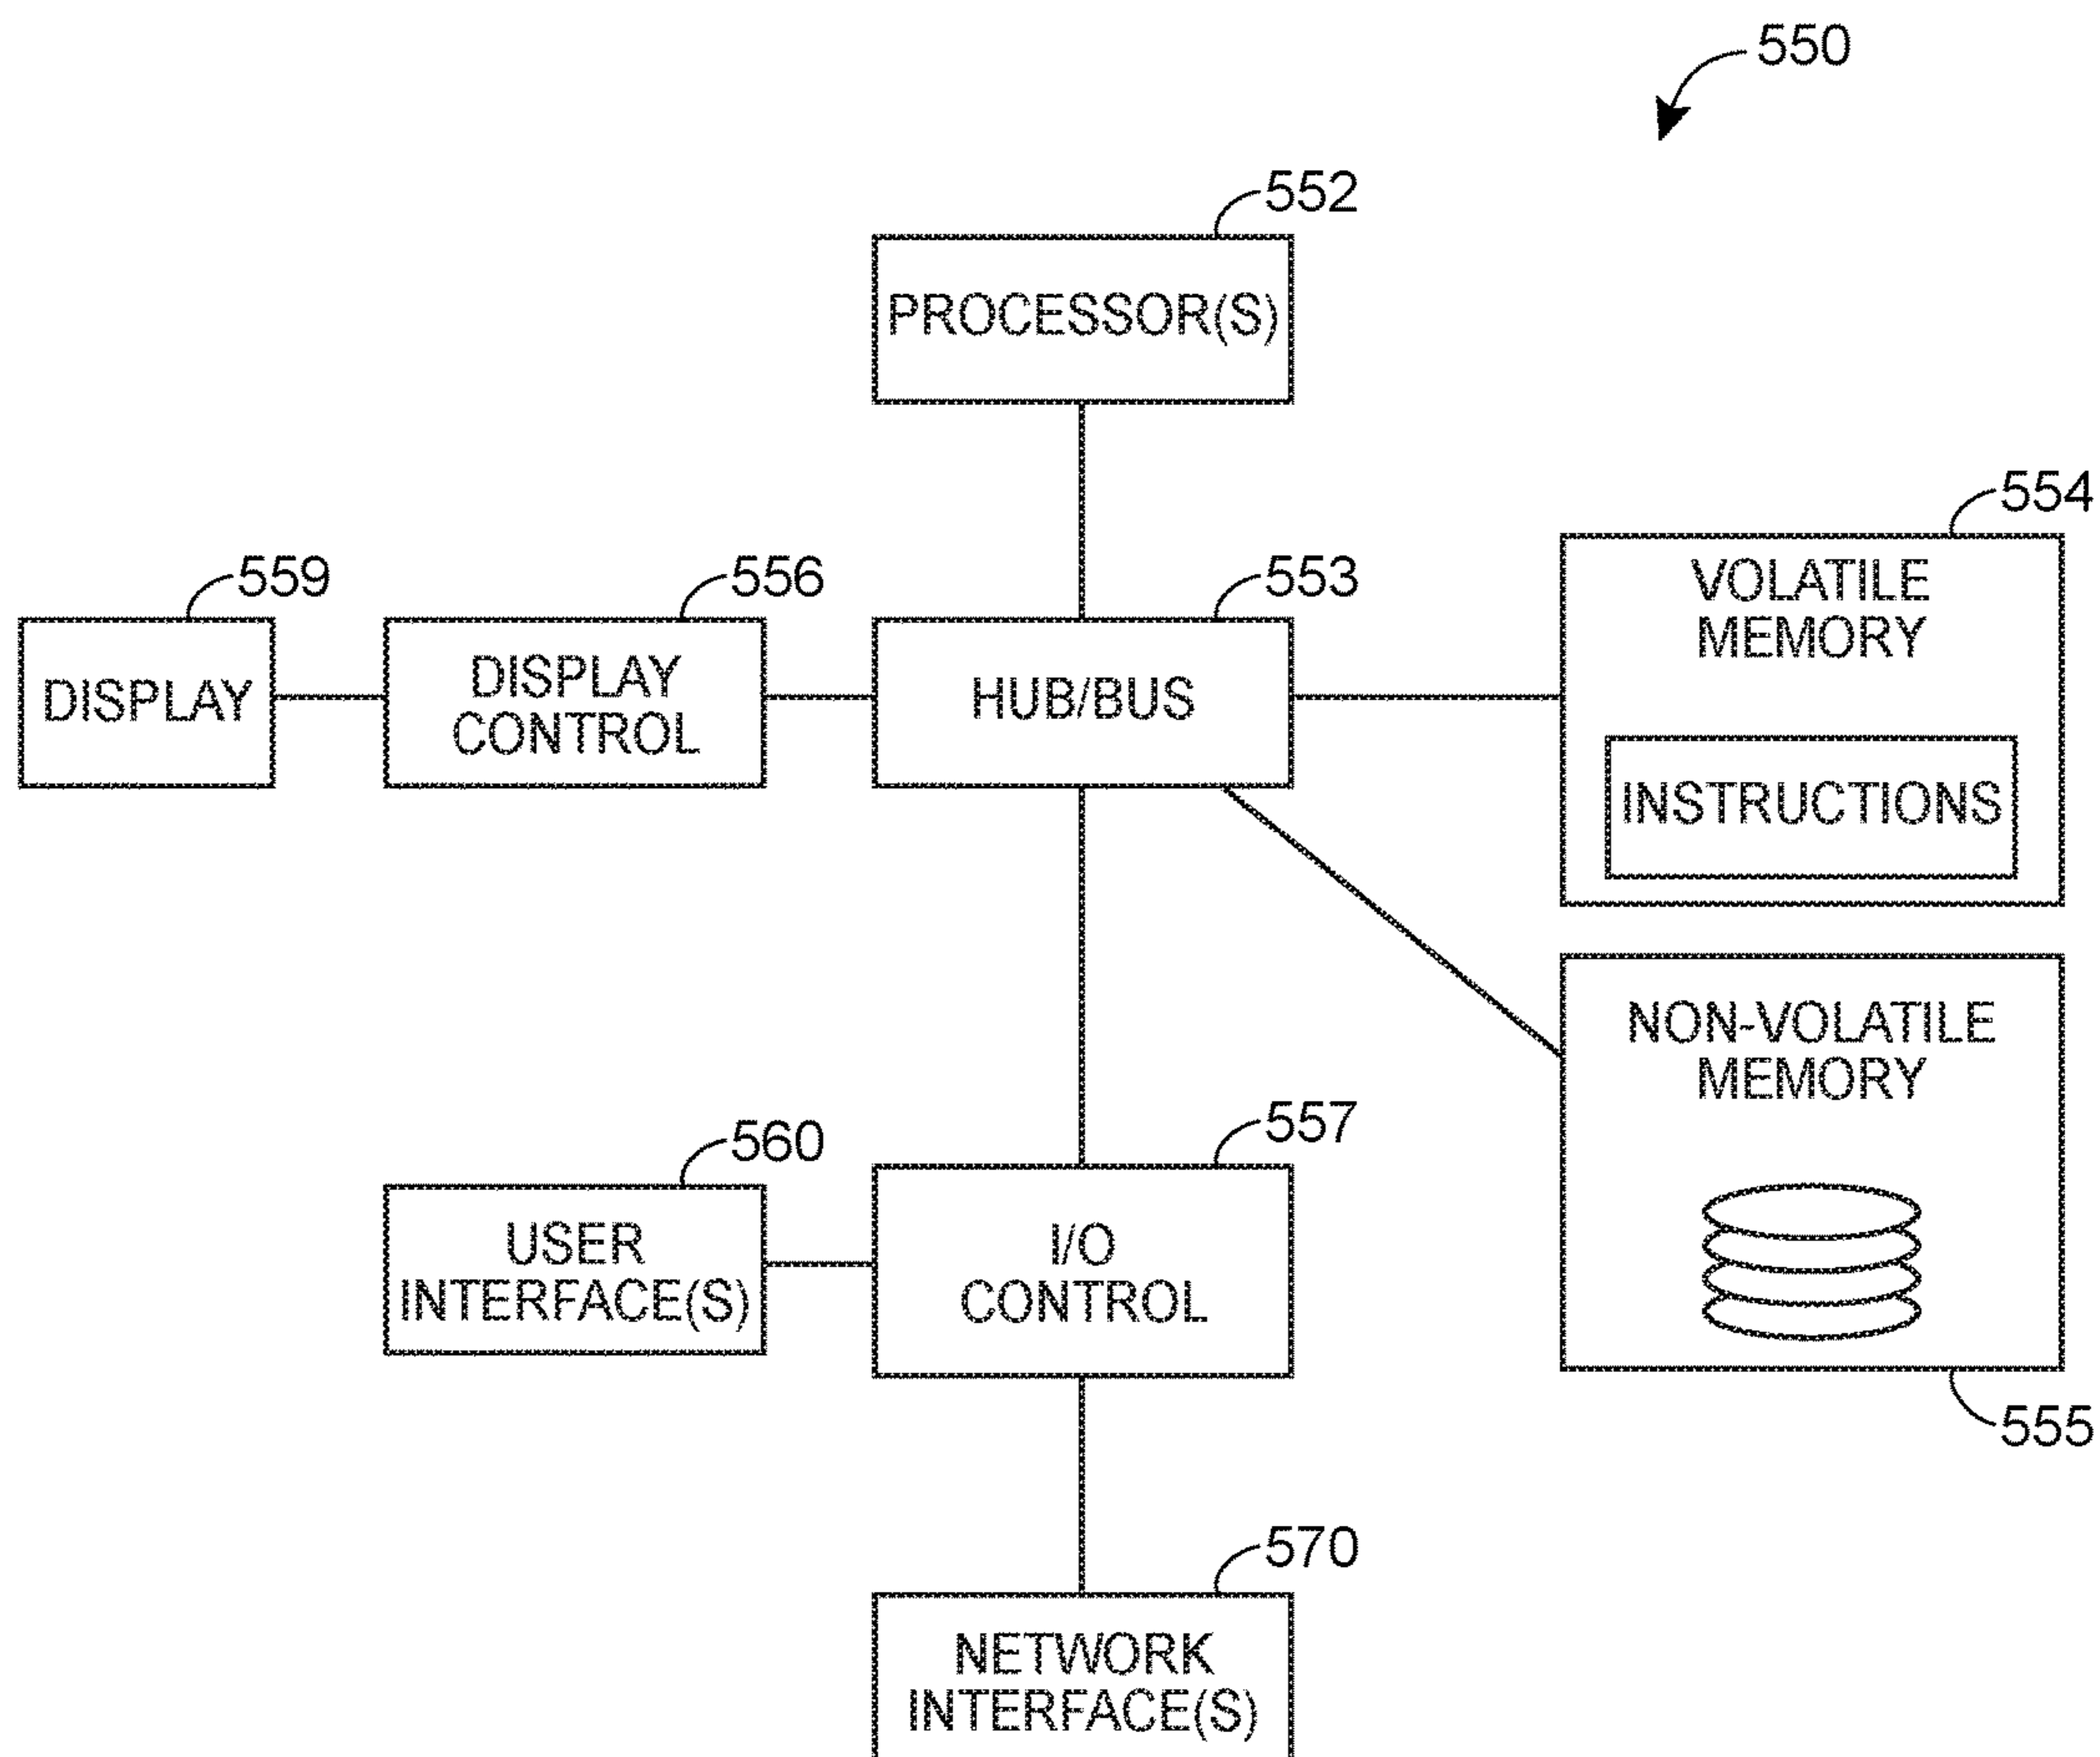 550
552
PROCESSOR(S)
554
VOLATILE
MEMORY
INSTRUCTIONS
559
DISPLAY
556
DISPLAY
CONTROL
553
HUB/BUS
NON-VOLATILE
MEMORY
555
560
USER
INTERFACE(S)
557
I/O
CONTROL
570
NETWORK
INTERFACE(S)